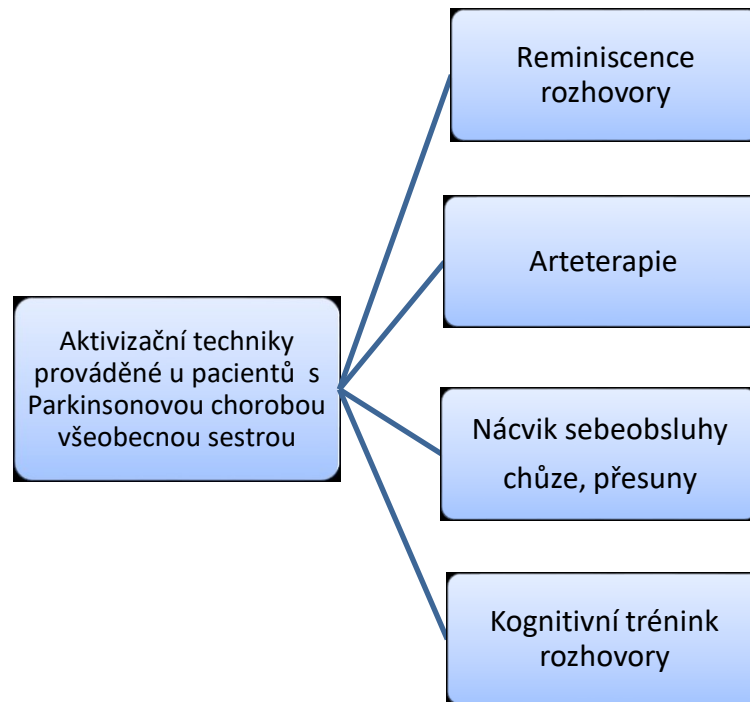 Reminiscence
rozhovory
Arteterapie
Aktivizační techniky
prováděné u pacientů s
Parkinsonovou chorobou
všeobecnou sestrou
Nácvik sebeobsluhy
chůze, přesuny
Kognitivní trénink
rozhovory